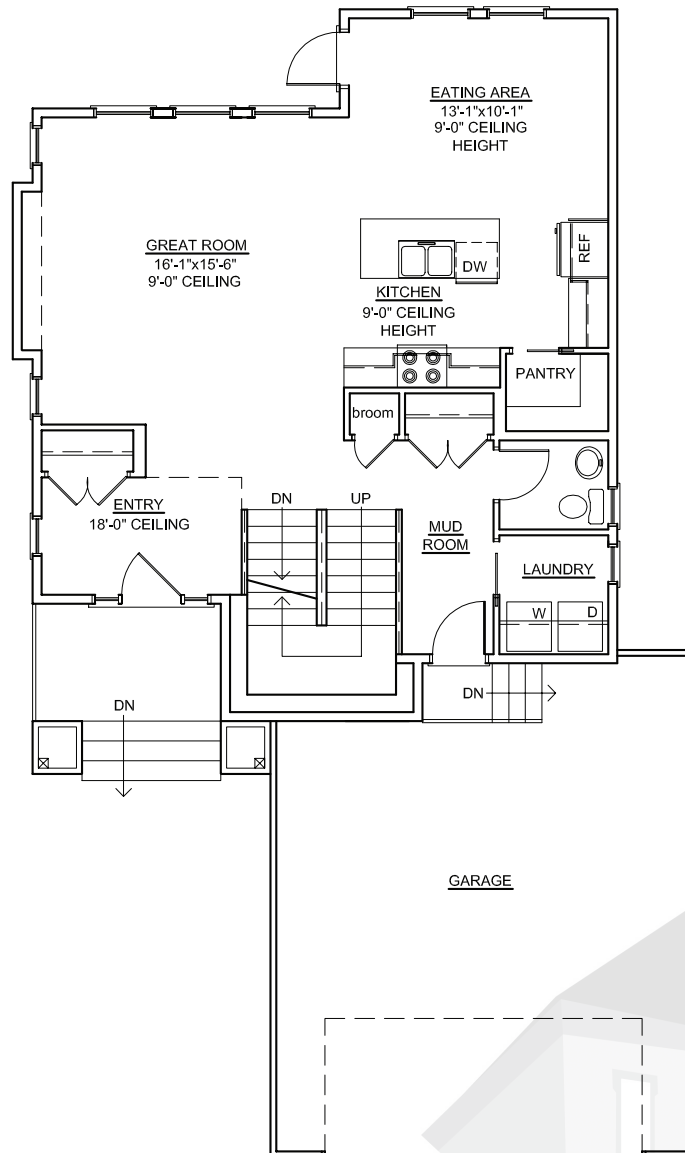 EATING AREA
13'-1"x10'-1"
9'-0" CEILING
HEIGHT
GREAT ROOM
16'-1"x15'-6"
9'-0" CEILING
REF
DW
KITCHEN
9'-0" CEILING
HEIGHT
PANTRY
broom
ENTRY
18'-0" CEILING
DN
UP
MUD
ROOM
LAUNDRY
W
D
DN
DN
GARAGE